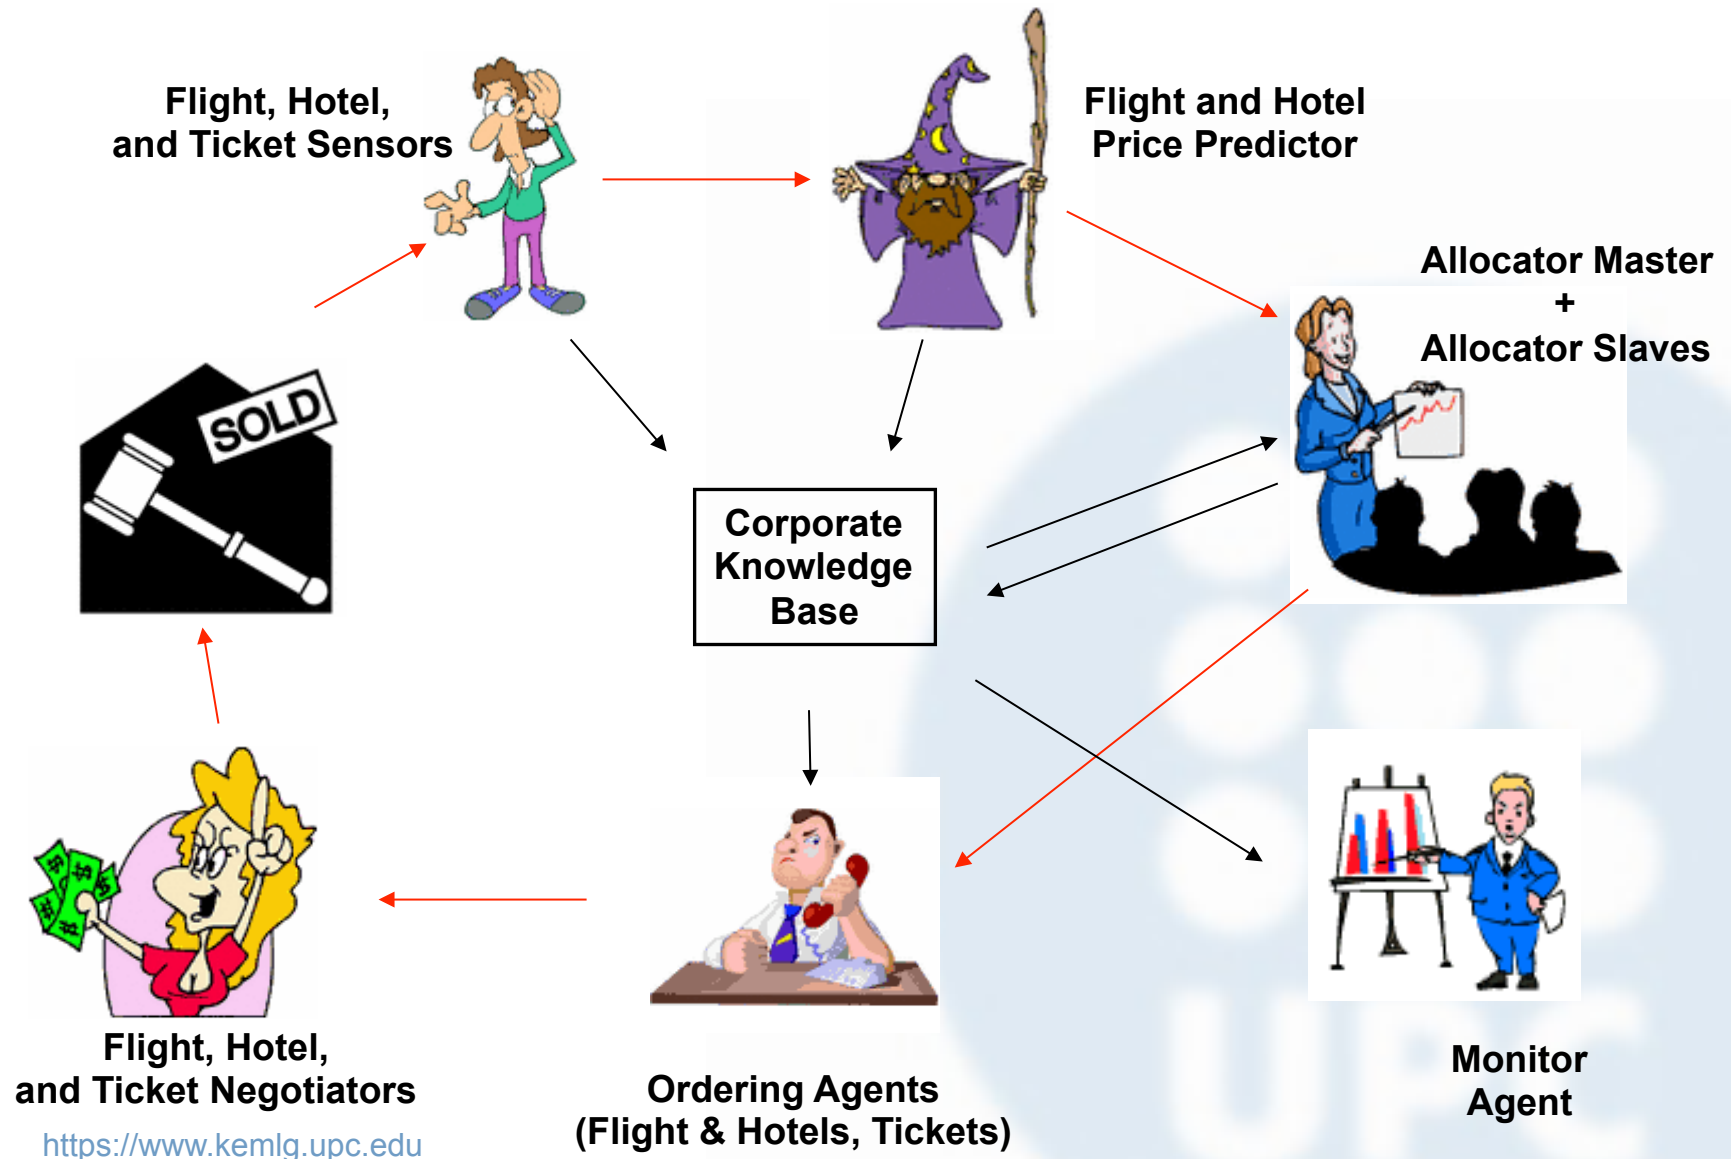 Flight, Hotel,
and Ticket Sensors
Flight and Hotel
Price Predictor
Allocator Master
+
Allocator Slaves
SOLD
Corporate
Knowledge
Base
Flight, Hotel,
and Ticket Negotiators
Ordering Agents
(Flight & Hotels, Tickets)
Monitor
Agent
https://www.kemlg.upc.edu
UPC